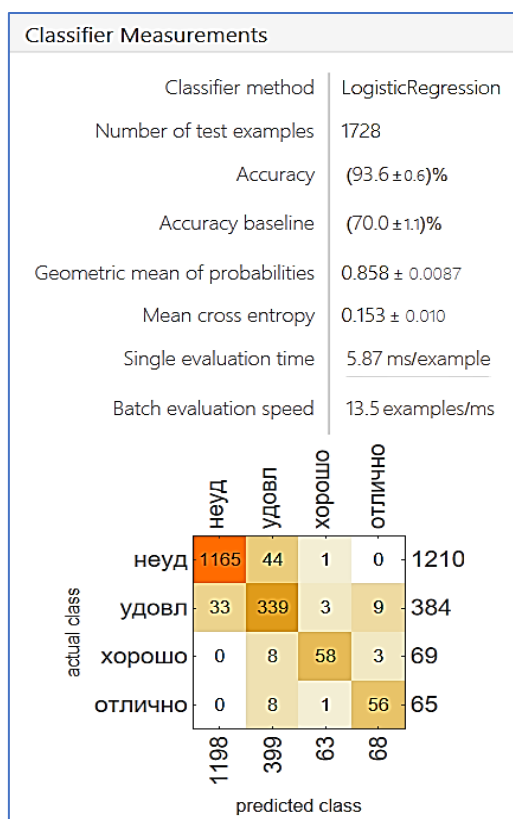 Classifier Measurements
Classifier method LogisticRegression
Number of test examples 1728
Accuracy (93.6 ±0.6)%
Accuracy baseline (70.0 ±1.1)%
Geometric mean of probabilities 0.858 ± 0.0087
Mean cross entropy 0.153 ± 0.010
Single evaluation time 5.87 ms/example
Batch evaluation speed 13.5 examples/ms
неуд удовл хорошо отлично
неуд 1165 44 1 0 1210
удовл 33 339 3 9 384
хорошо 0 8 58 3 69
отлично 0 8 1 56 65
1198 399 63 68
actual class
predicted class